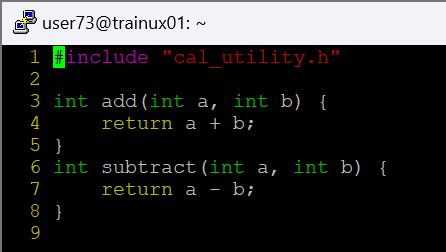 user73@trainux01: ~
1 #include "cal_utility.h"
2
3 int add(int a, int b) {
4     return a + b;
5 }
6 int subtract(int a, int b) {
7     return a - b;
8 }
9